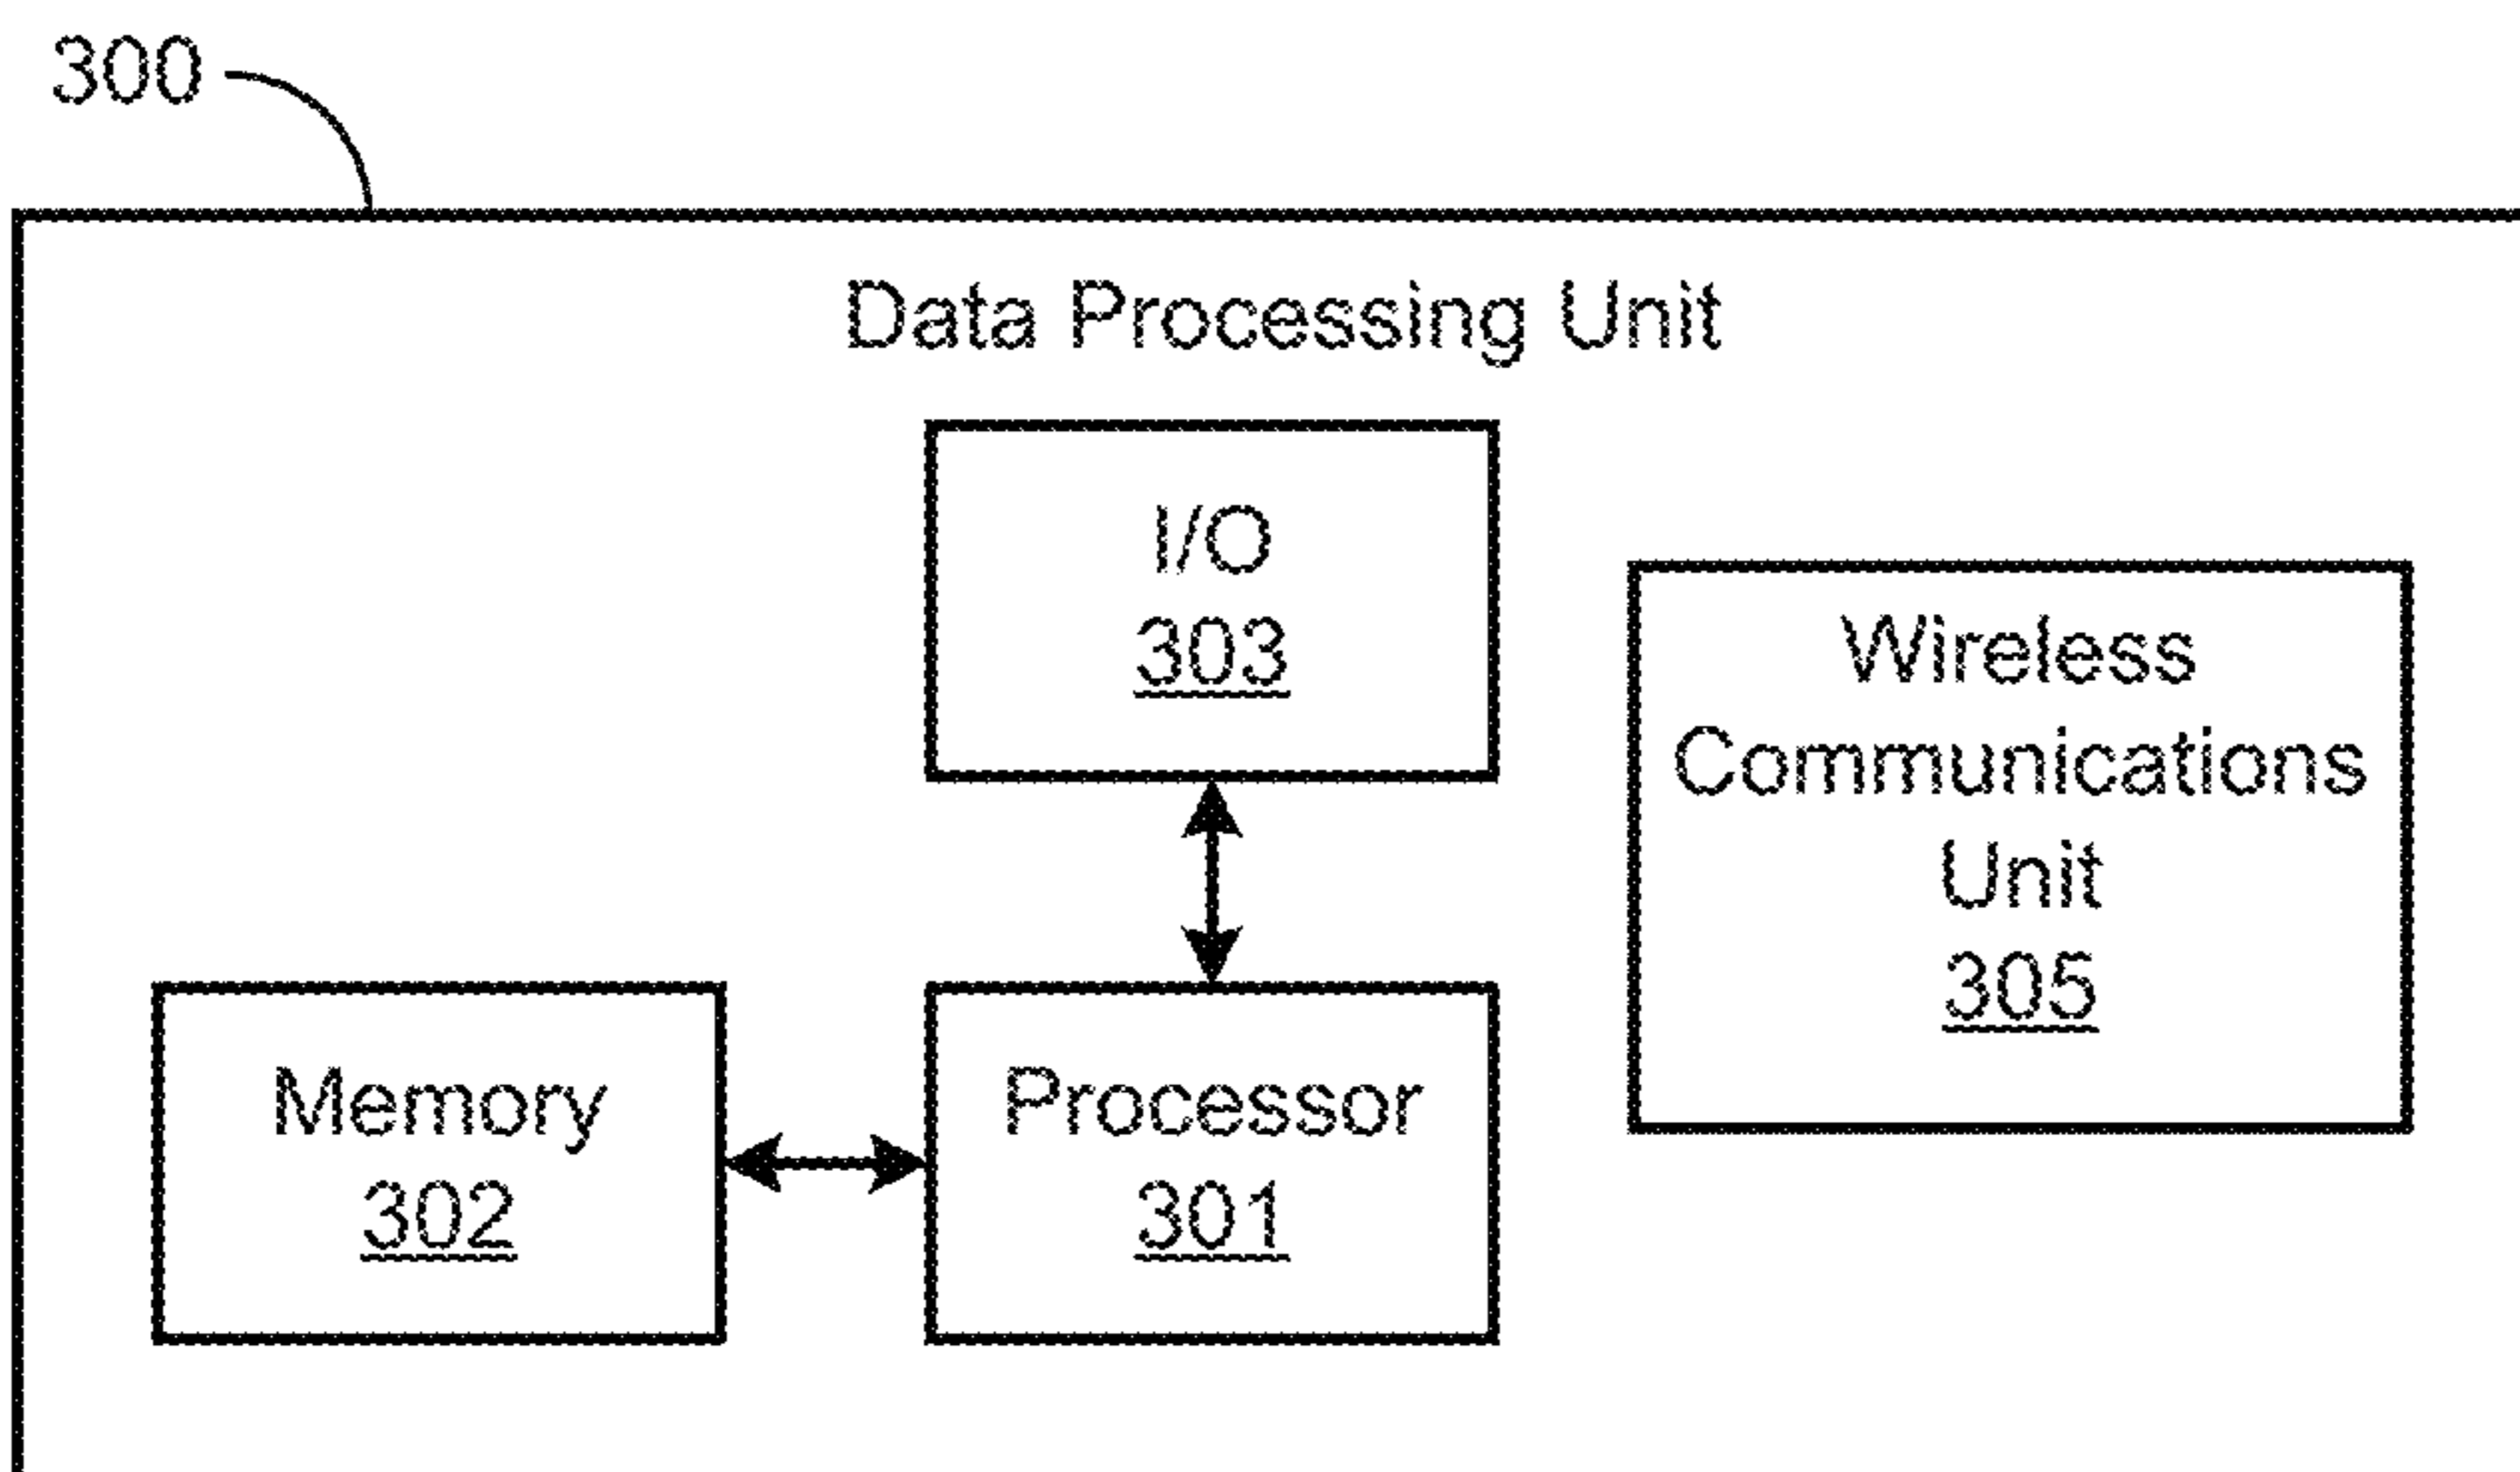 300
Data Processing Unit
I/O
303
Wireless
Communications
Unit
305
Memory
302
Processor
301